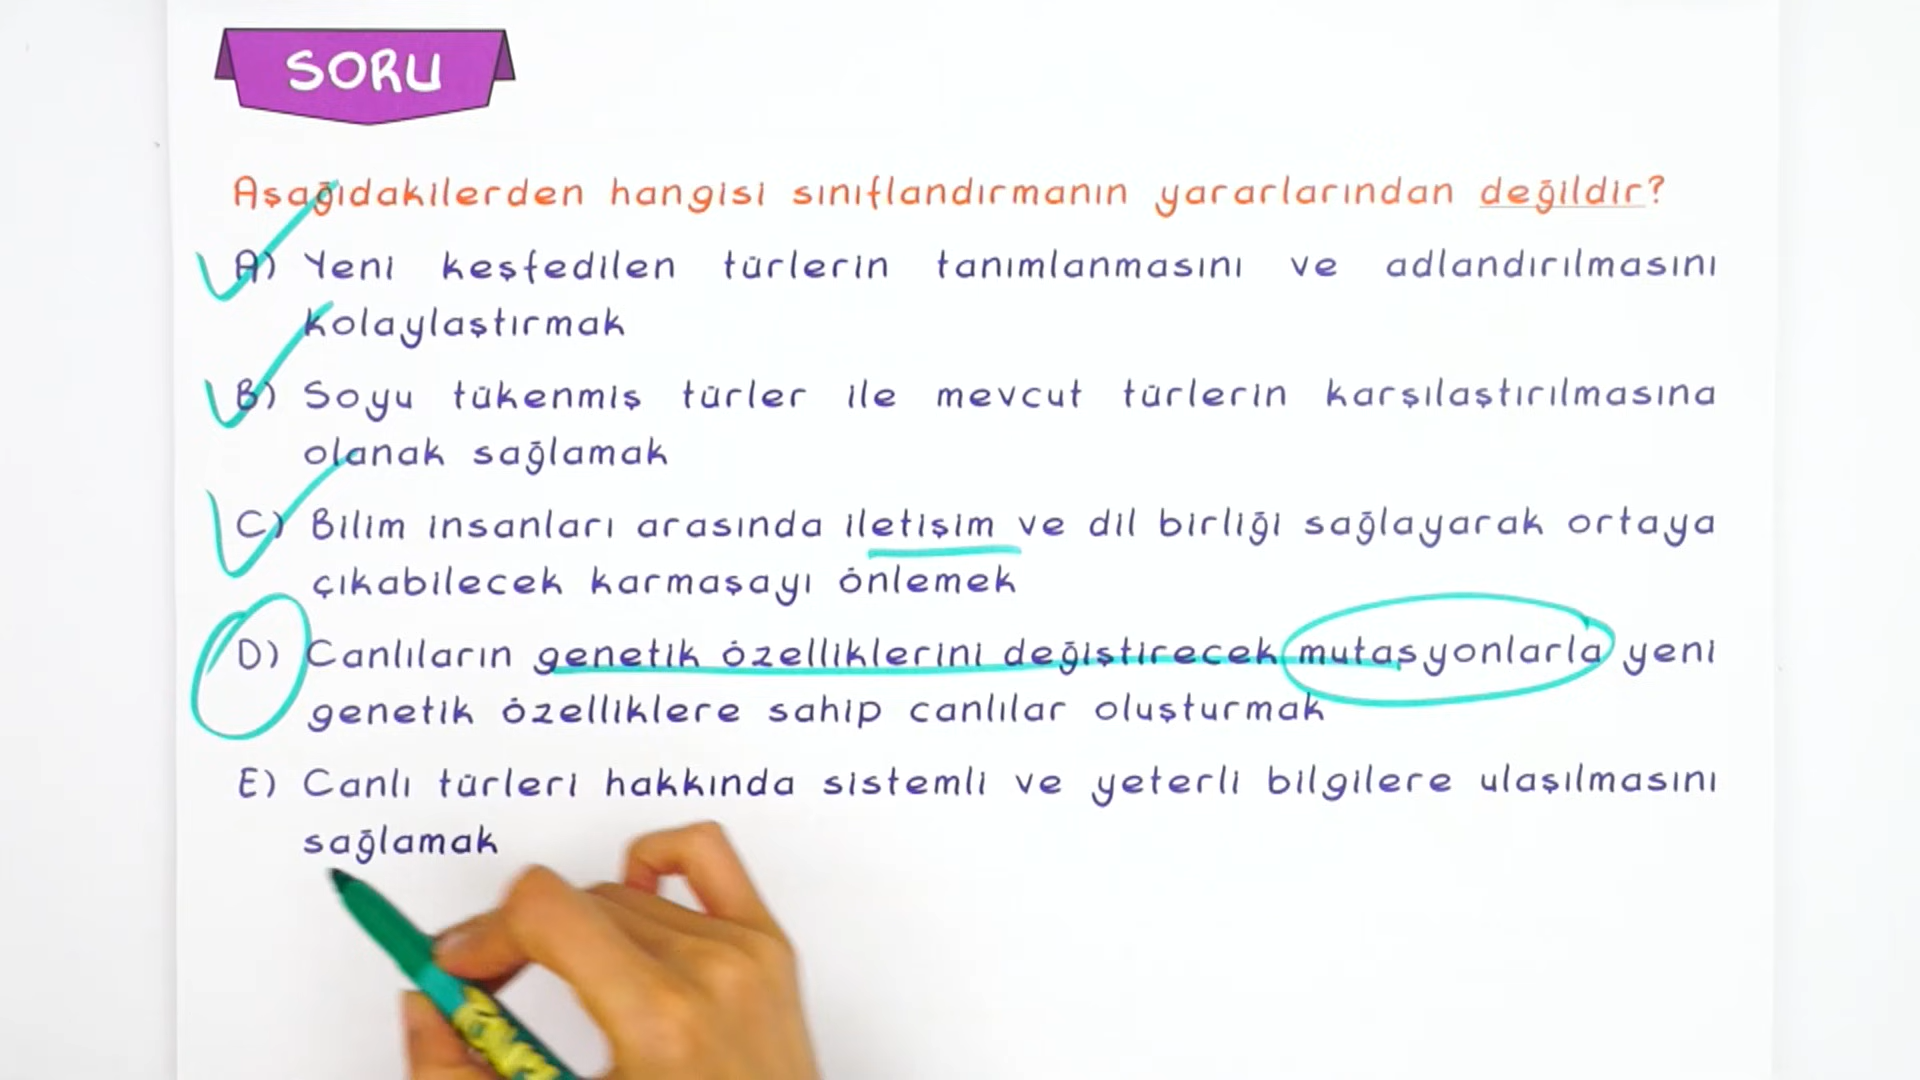 SORU
Aşağıdakilerden hangisi sınıflandırmanın yararlarından değildir?
A) Yeni keşfedilen türlerin tanımlanmasını ve adlandırılmasını
kolaylaştırmak
B) Soyu tükenmiş türler ile mevcut türlerin karşılaştırılmasına
olanak sağlamak
C) Bilim insanları arasında iletişim ve dil birliği sağlayarak ortaya
çıkabilecek karmaşayı önlemek
D) Canlıların genetik özelliklerini değiştirecek mutasyonlarla yeni
genetik özelliklere sahip canlılar oluşturmak
E) Canlı türleri hakkında sistemli ve yeterli bilgilere ulaşılmasını
sağlamak